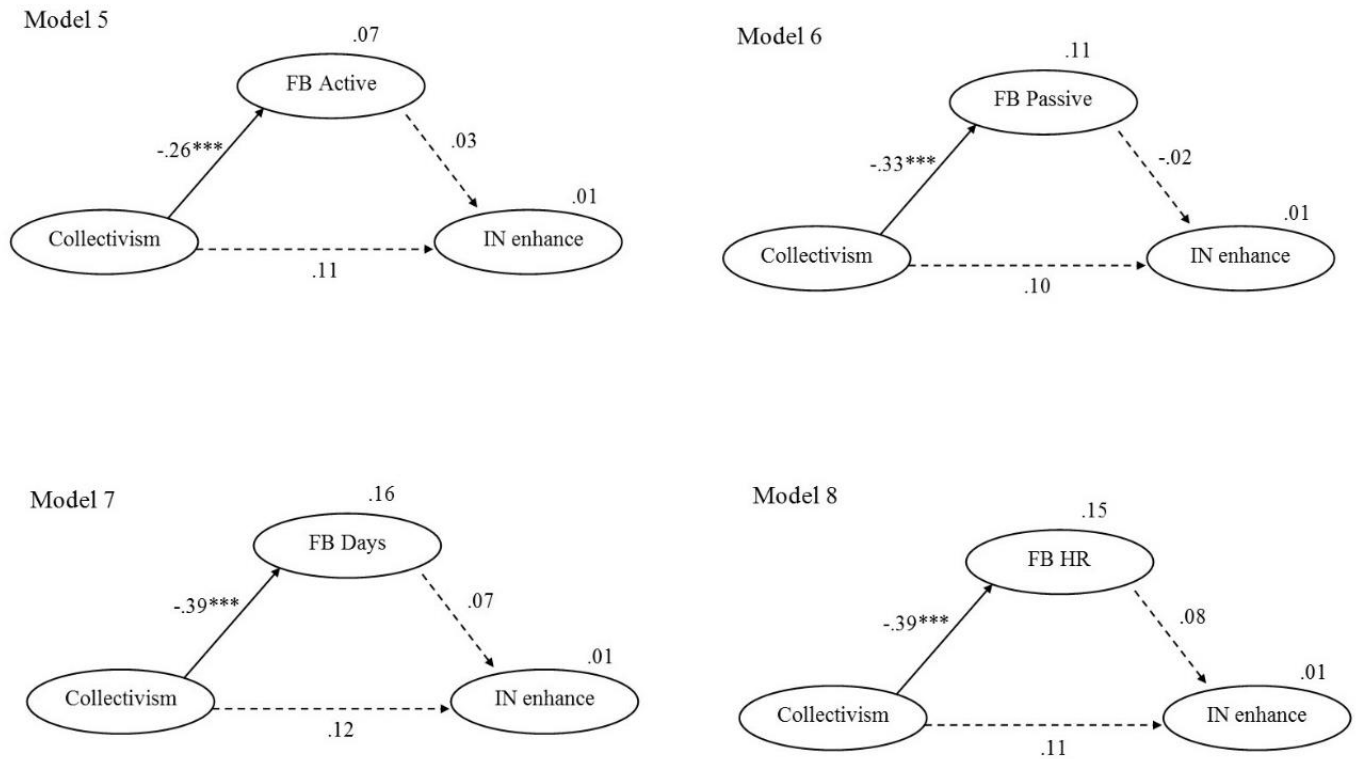 Model 5
.07
FB Active
-.26***
.03
.01
Collectivism
IN enhance
.11
Model 6
.11
FB Passive
-.33***
-.02
.01
Collectivism
IN enhance
.10
Model 7
.16
FB Days
-.39***
.07
.01
Collectivism
IN enhance
.12
Model 8
.15
FB HR
-.39***
.08
.01
Collectivism
IN enhance
.11